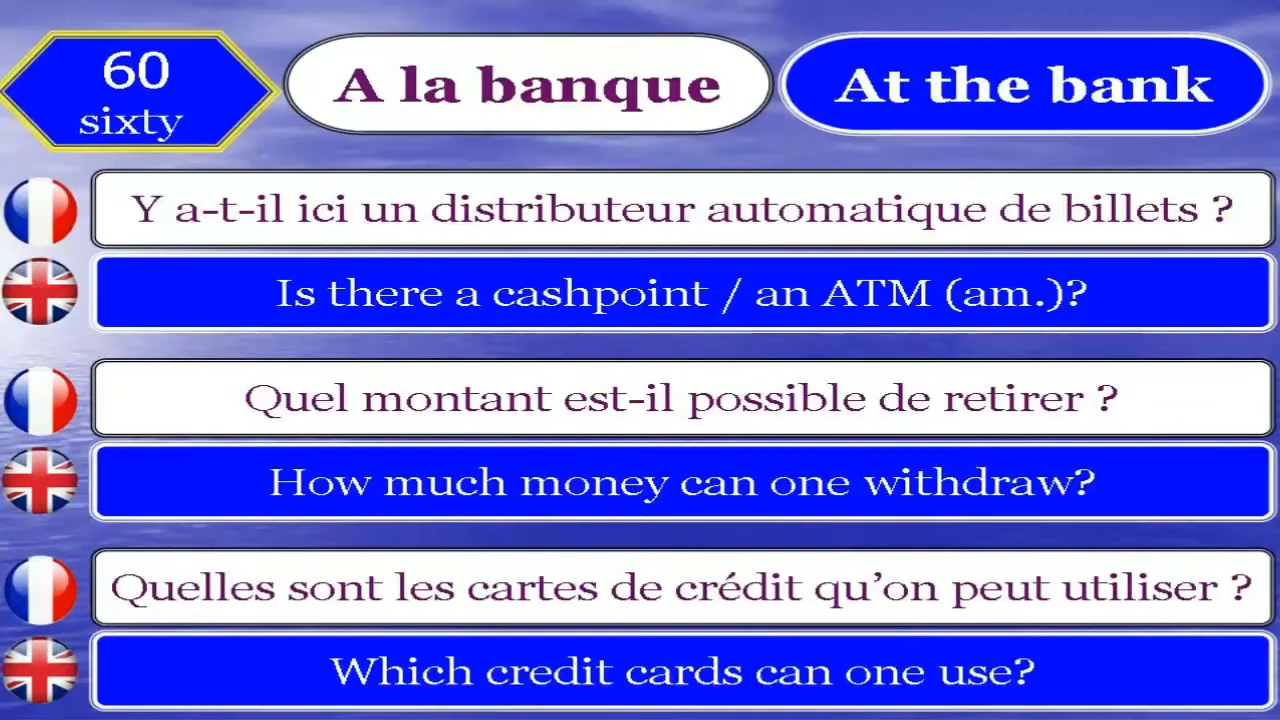 60
sixty
A la banque
At the bank
Y a-t-il ici un distributeur automatique de billets ?
Is there a cashpoint / an ATM (am.)?
Quel montant est-il possible de retirer ?
How much money can one withdraw?
Quelles sont les cartes de crédit qu’on peut utiliser ?
Which credit cards can one use?